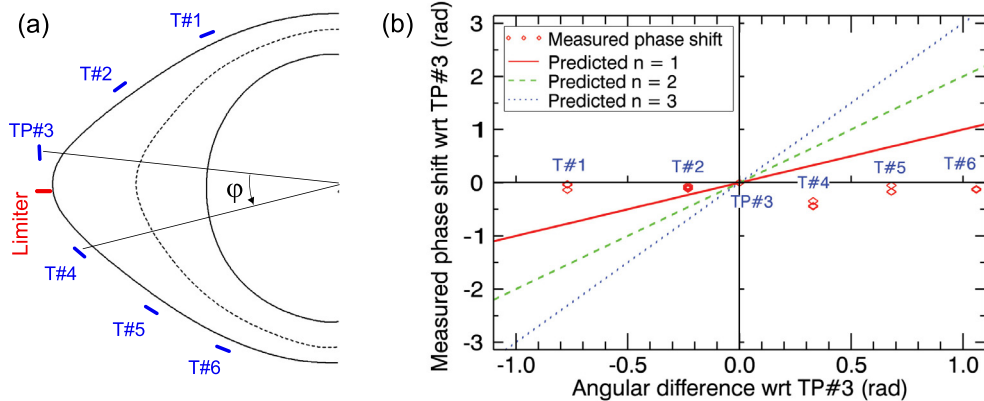 (a)
T#1
T#2
TP#3
Limiter
φ
T#4
T#5
T#6
(b)
Measured phase shift wrt TP#3 (rad)
3
2
1
0
-1
-2
-3
Measured phase shift
Predicted n = 1
Predicted n = 2
Predicted n = 3
T#1
T#2
TP#3
T#4
T#5
T#6
-1.0
-0.5
0.0
0.5
1.0
Angular difference wrt TP#3 (rad)